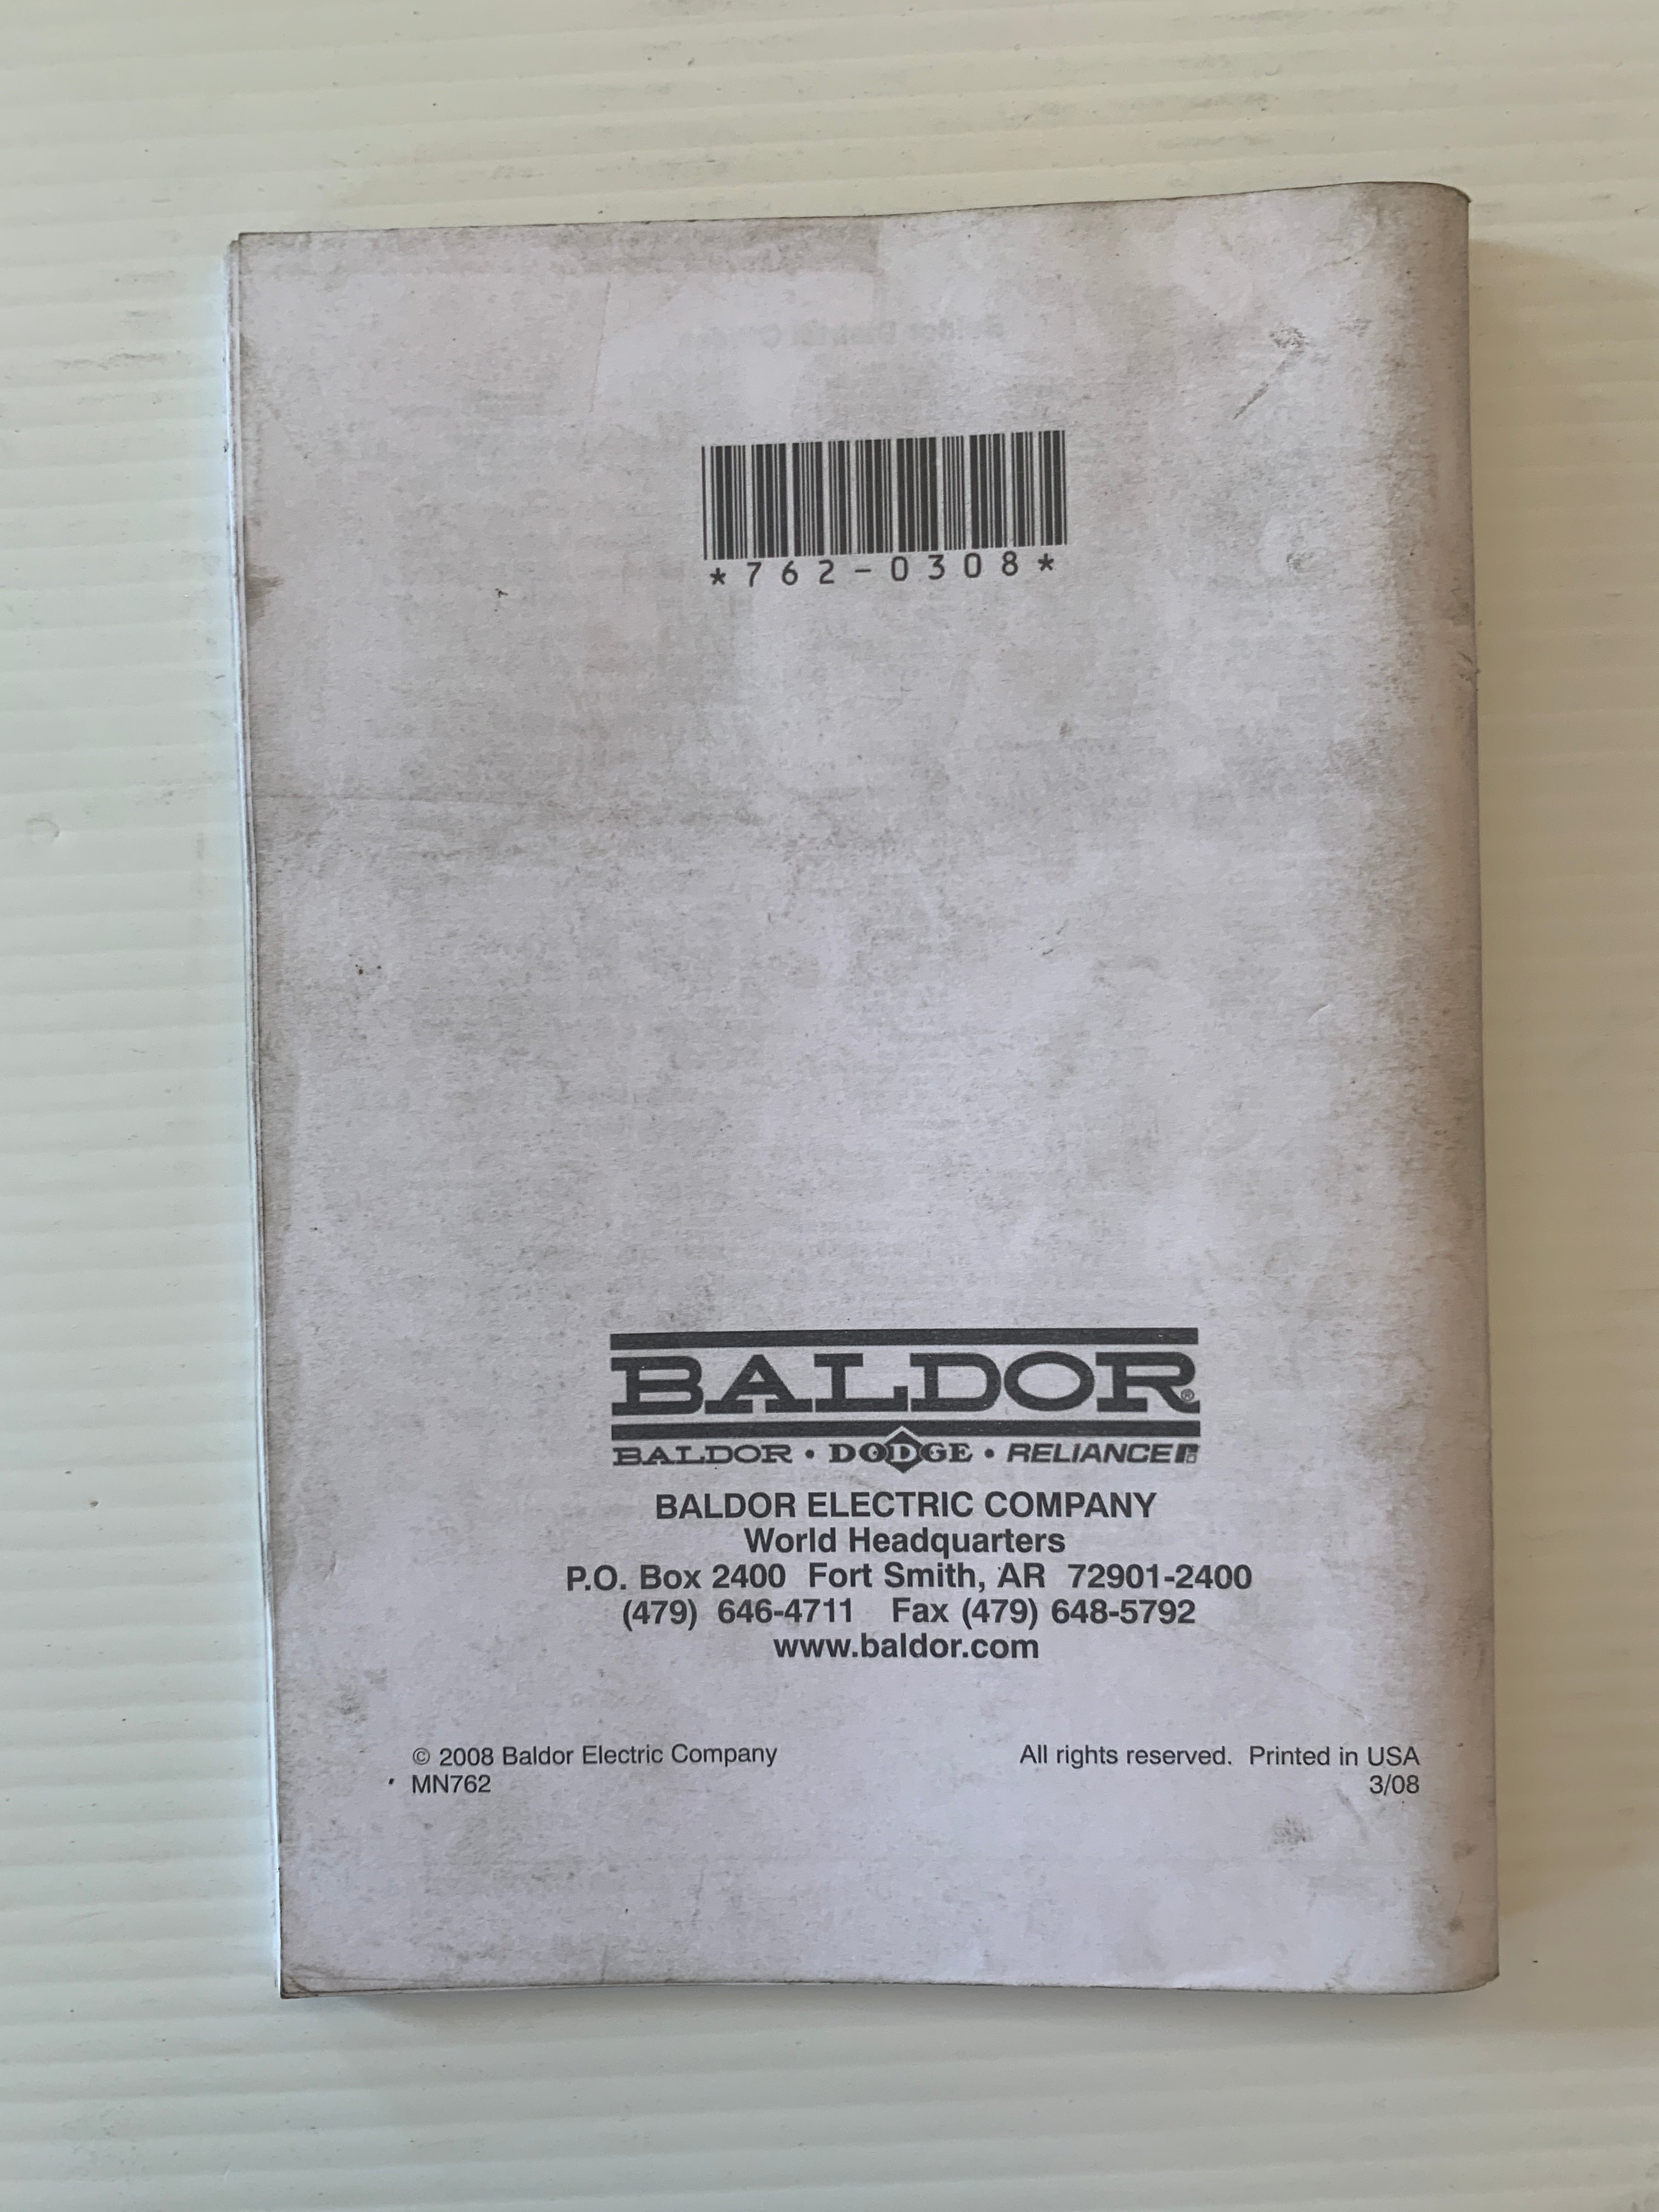 *762-0308*
BALDOR®
BALDOR • DODGE • RELIANCE
BALDOR ELECTRIC COMPANY
World Headquarters
P.O. Box 2400 Fort Smith, AR 72901-2400
(479) 646-4711 Fax (479) 648-5792
www.baldor.com
© 2008 Baldor Electric Company All rights reserved. Printed in USA
MN762 3/08